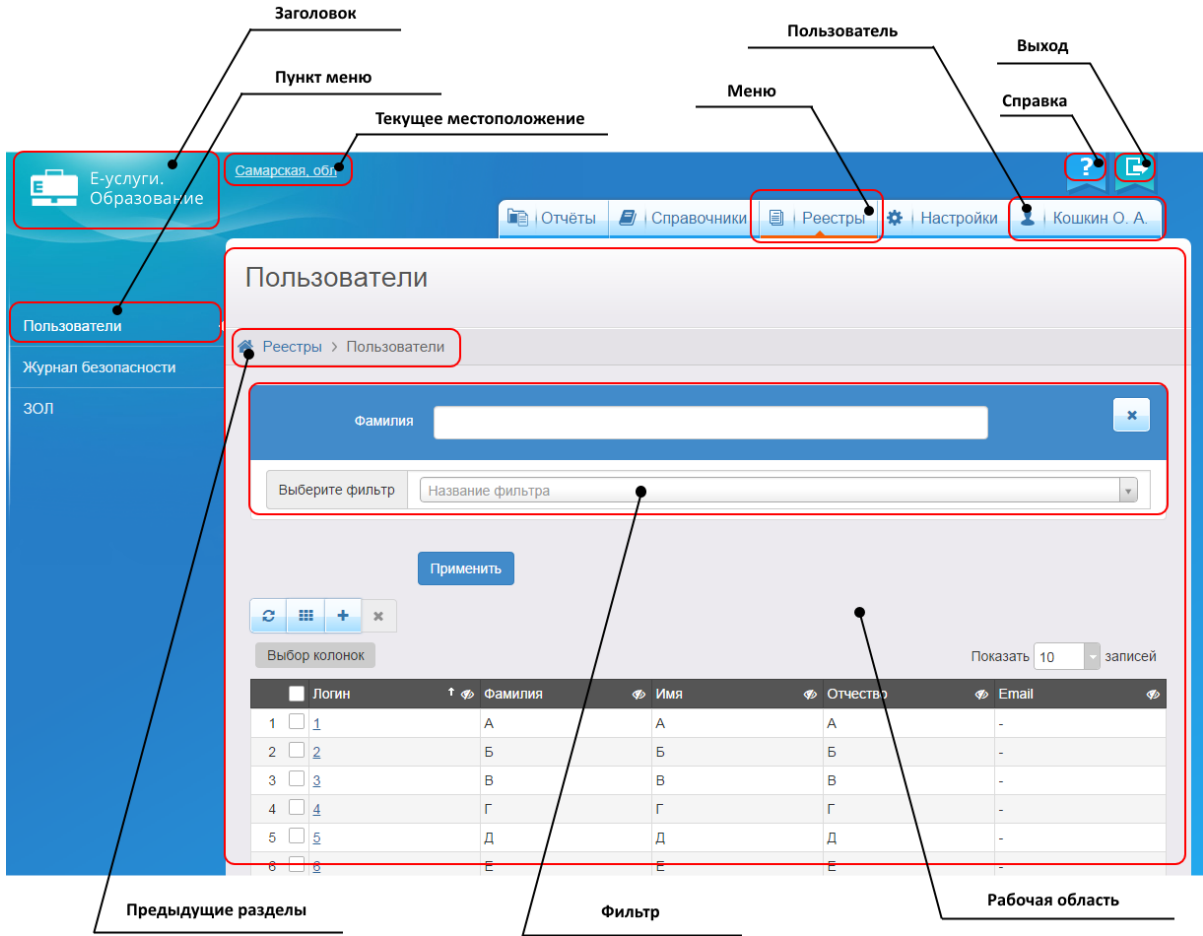 Заголовок
Пользователь
Выход
Пункт меню
Меню
Справка
Текущее местоположение
Е-услуги.
Образование
Самарская, обл
?
Отчёты
Справочники
Реестры
Настройки
Кошкин О. А.
Пользователи
Пользователи
Журнал безопасности
ЗОЛ
Реестры > Пользователи
Фамилия
Выберите фильтр
Название фильтра
Применить
Выбор колонок
Показать 10 записей
Логин Фамилия Имя Отчество Email
1 1 А А А -
2 2 Б Б Б -
3 3 В В В -
4 4 Г Г Г -
5 5 Д Д Д -
6 6 Е Е Е -
Предыдущие разделы
Фильтр
Рабочая область